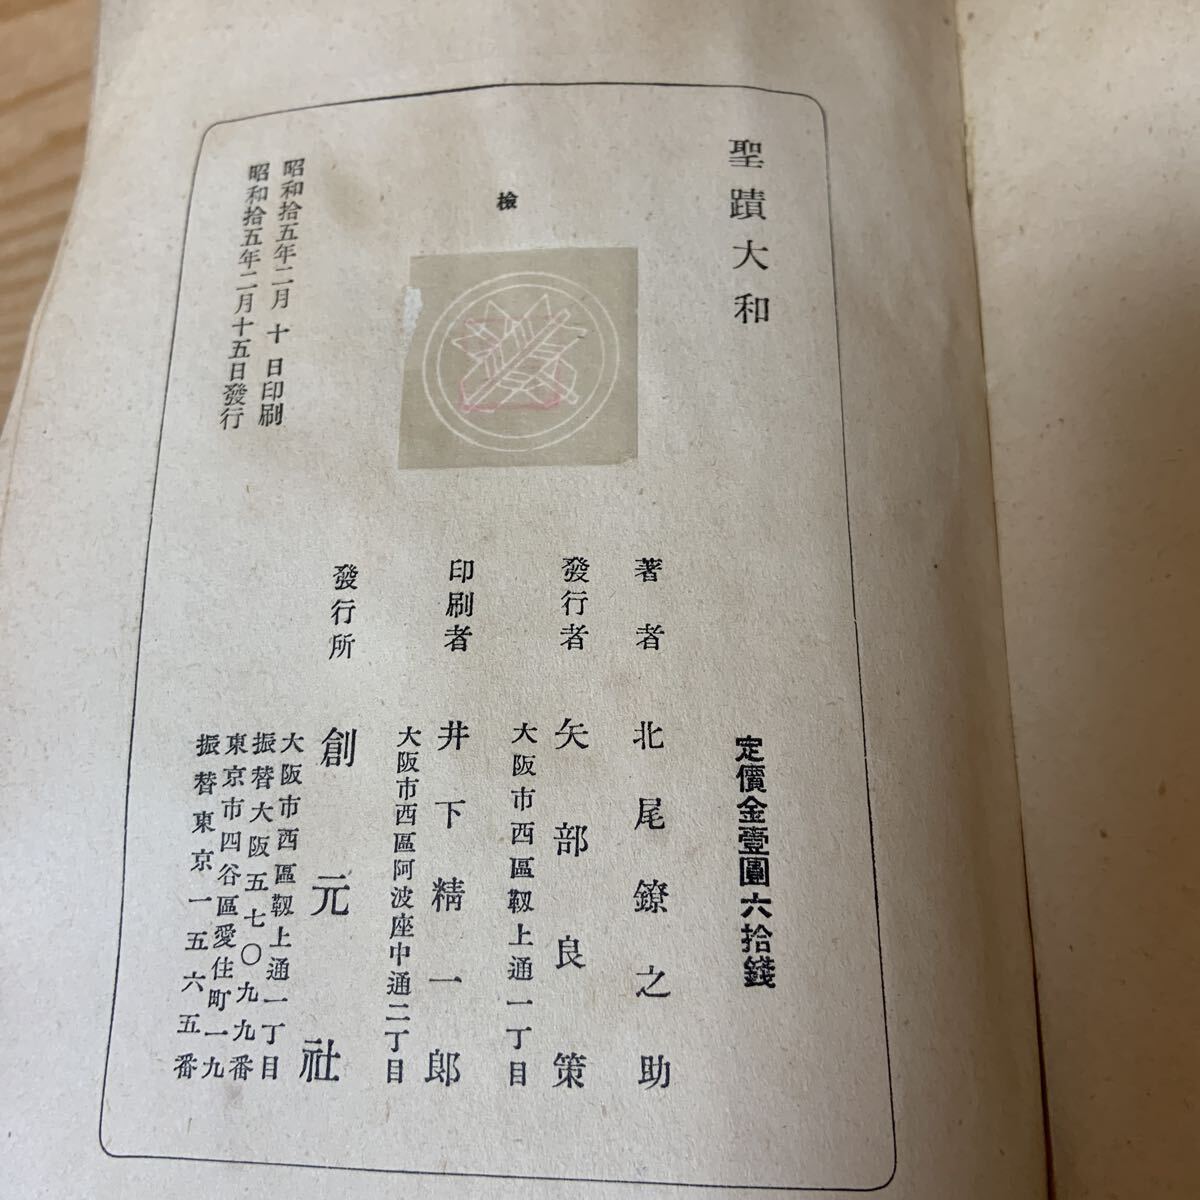 聖蹟大和
定價金壹圓六拾錢
檢
昭和拾五年二月十日印刷
昭和拾五年二月十五日發行
著者 北尾鐐之助
發行者 矢部良策
大阪市西區靱上通一丁目
印刷者 井下精一郎
大阪市西區阿波座中通二丁目
發行所 創元社
大阪市西區靱上通一丁目
振替大阪五七〇九九番
東京市四谷區愛住町一九
振替東京一五六五番